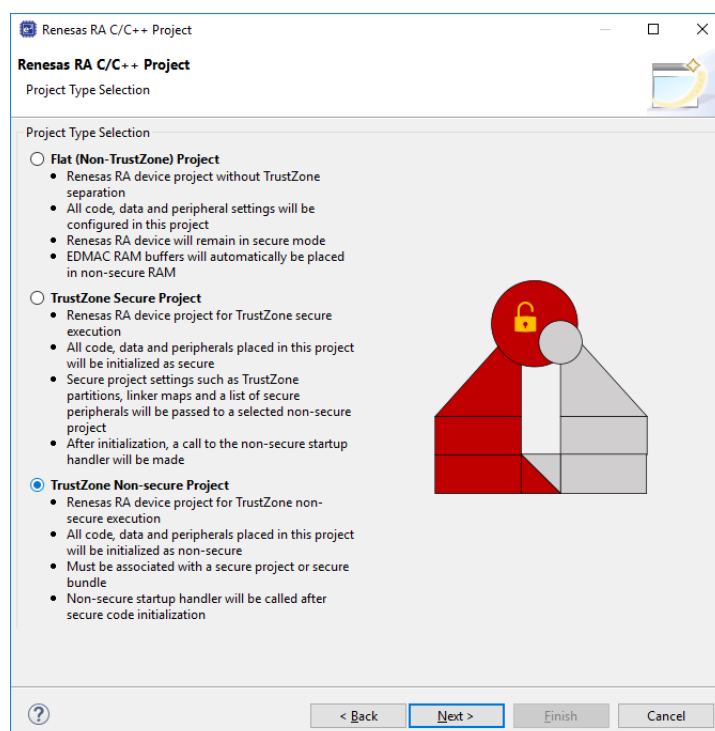 Renesas RA C/C++ Project
Renesas RA C/C++ Project
Project Type Selection
Project Type Selection
Flat (Non-TrustZone) Project
• Renesas RA device project without TrustZone
separation
• All code, data and peripheral settings will be
configured in this project
• Renesas RA device will remain in secure mode
• EDMAC RAM buffers will automatically be placed
in non-secure RAM
TrustZone Secure Project
• Renesas RA device project for TrustZone secure
execution
• All code, data and peripherals placed in this project
will be initialized as secure
• Secure project settings such as TrustZone
partitions, linker maps and a list of secure
peripherals will be passed to a selected non-secure
project
• After initialization, a call to the non-secure startup
handler will be made
TrustZone Non-secure Project
• Renesas RA device project for TrustZone non-
secure execution
• All code, data and peripherals placed in this project
will be initialized as non-secure
• Must be associated with a secure project or secure
bundle
• Non-secure startup handler will be called after
secure code initialization
?
< Back
Next >
Finish
Cancel